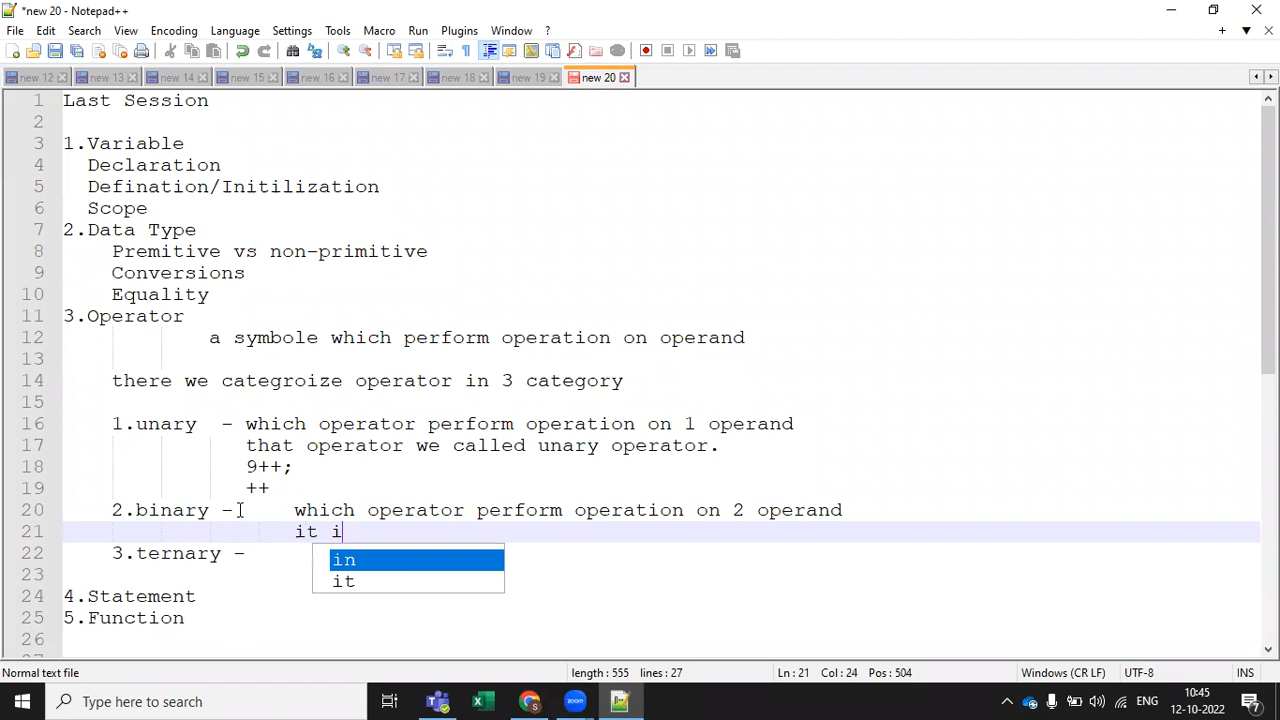 *new 20 - Notepad++
File Edit Search View Encoding Language Settings Tools Macro Run Plugins Window ?
new 12 new 13 new 14 new 15 new 16 new 17 new 18 new 19 new 20
1 Last Session
2
3 1.Variable
4 Declaration
5 Defination/Initilization
6 Scope
7 2.Data Type
8 Premitive vs non-primitive
9 Conversions
10 Equality
11 3.Operator
12 a symbole which perform operation on operand
13
14 there we categroize operator in 3 category
15
16 1.unary - which operator perform operation on 1 operand
17 that operator we called unary operator.
18 9++;
19 ++
20 2.binary - which operator perform operation on 2 operand
21 it i
in
22 3.ternary -
it
23
24 4.Statement
25 5.Function
26
Normal text file length : 555 lines : 27 Ln : 21 Col : 24 Pos : 504 Windows (CR LF) UTF-8 INS
Type here to search
ENG
10:45
12-10-2022
7